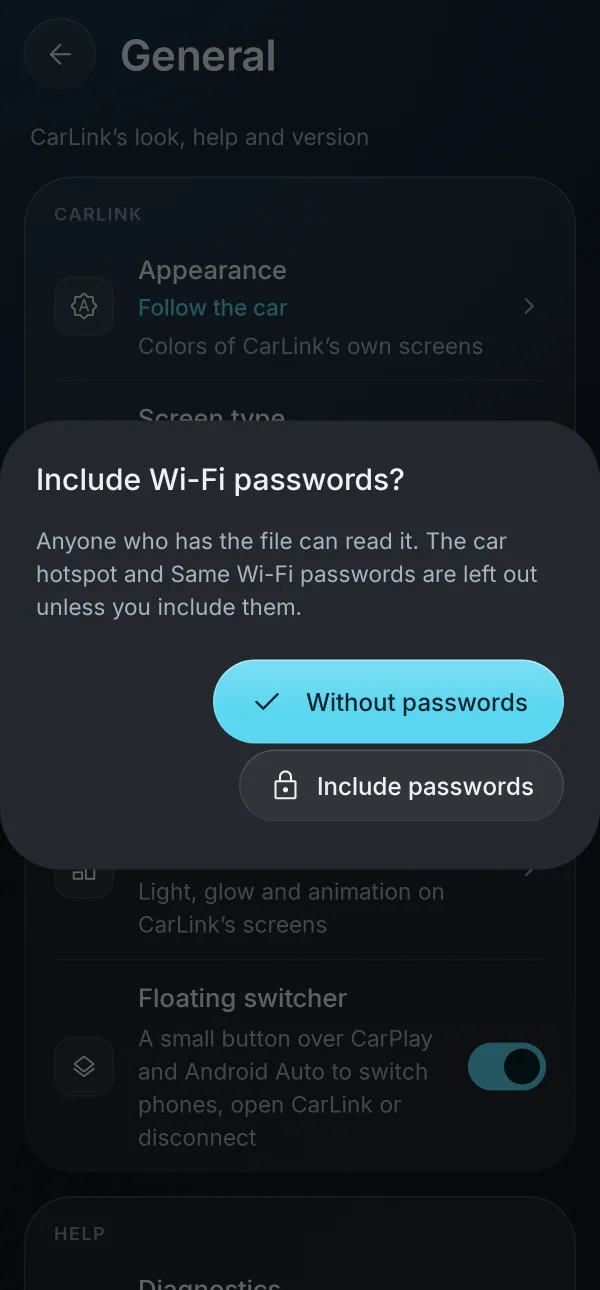 General
CarLink’s look, help and version
CARLINK
Appearance
Follow the car
Colors of CarLink’s own screens
Screen type
Include Wi-Fi passwords?
Anyone who has the file can read it. The car
hotspot and Same Wi-Fi passwords are left out
unless you include them.
Without passwords
Include passwords
Light, glow and animation on
CarLink’s screens
Floating switcher
A small button over CarPlay
and Android Auto to switch
phones, open CarLink or
disconnect
HELP
Diagnostics